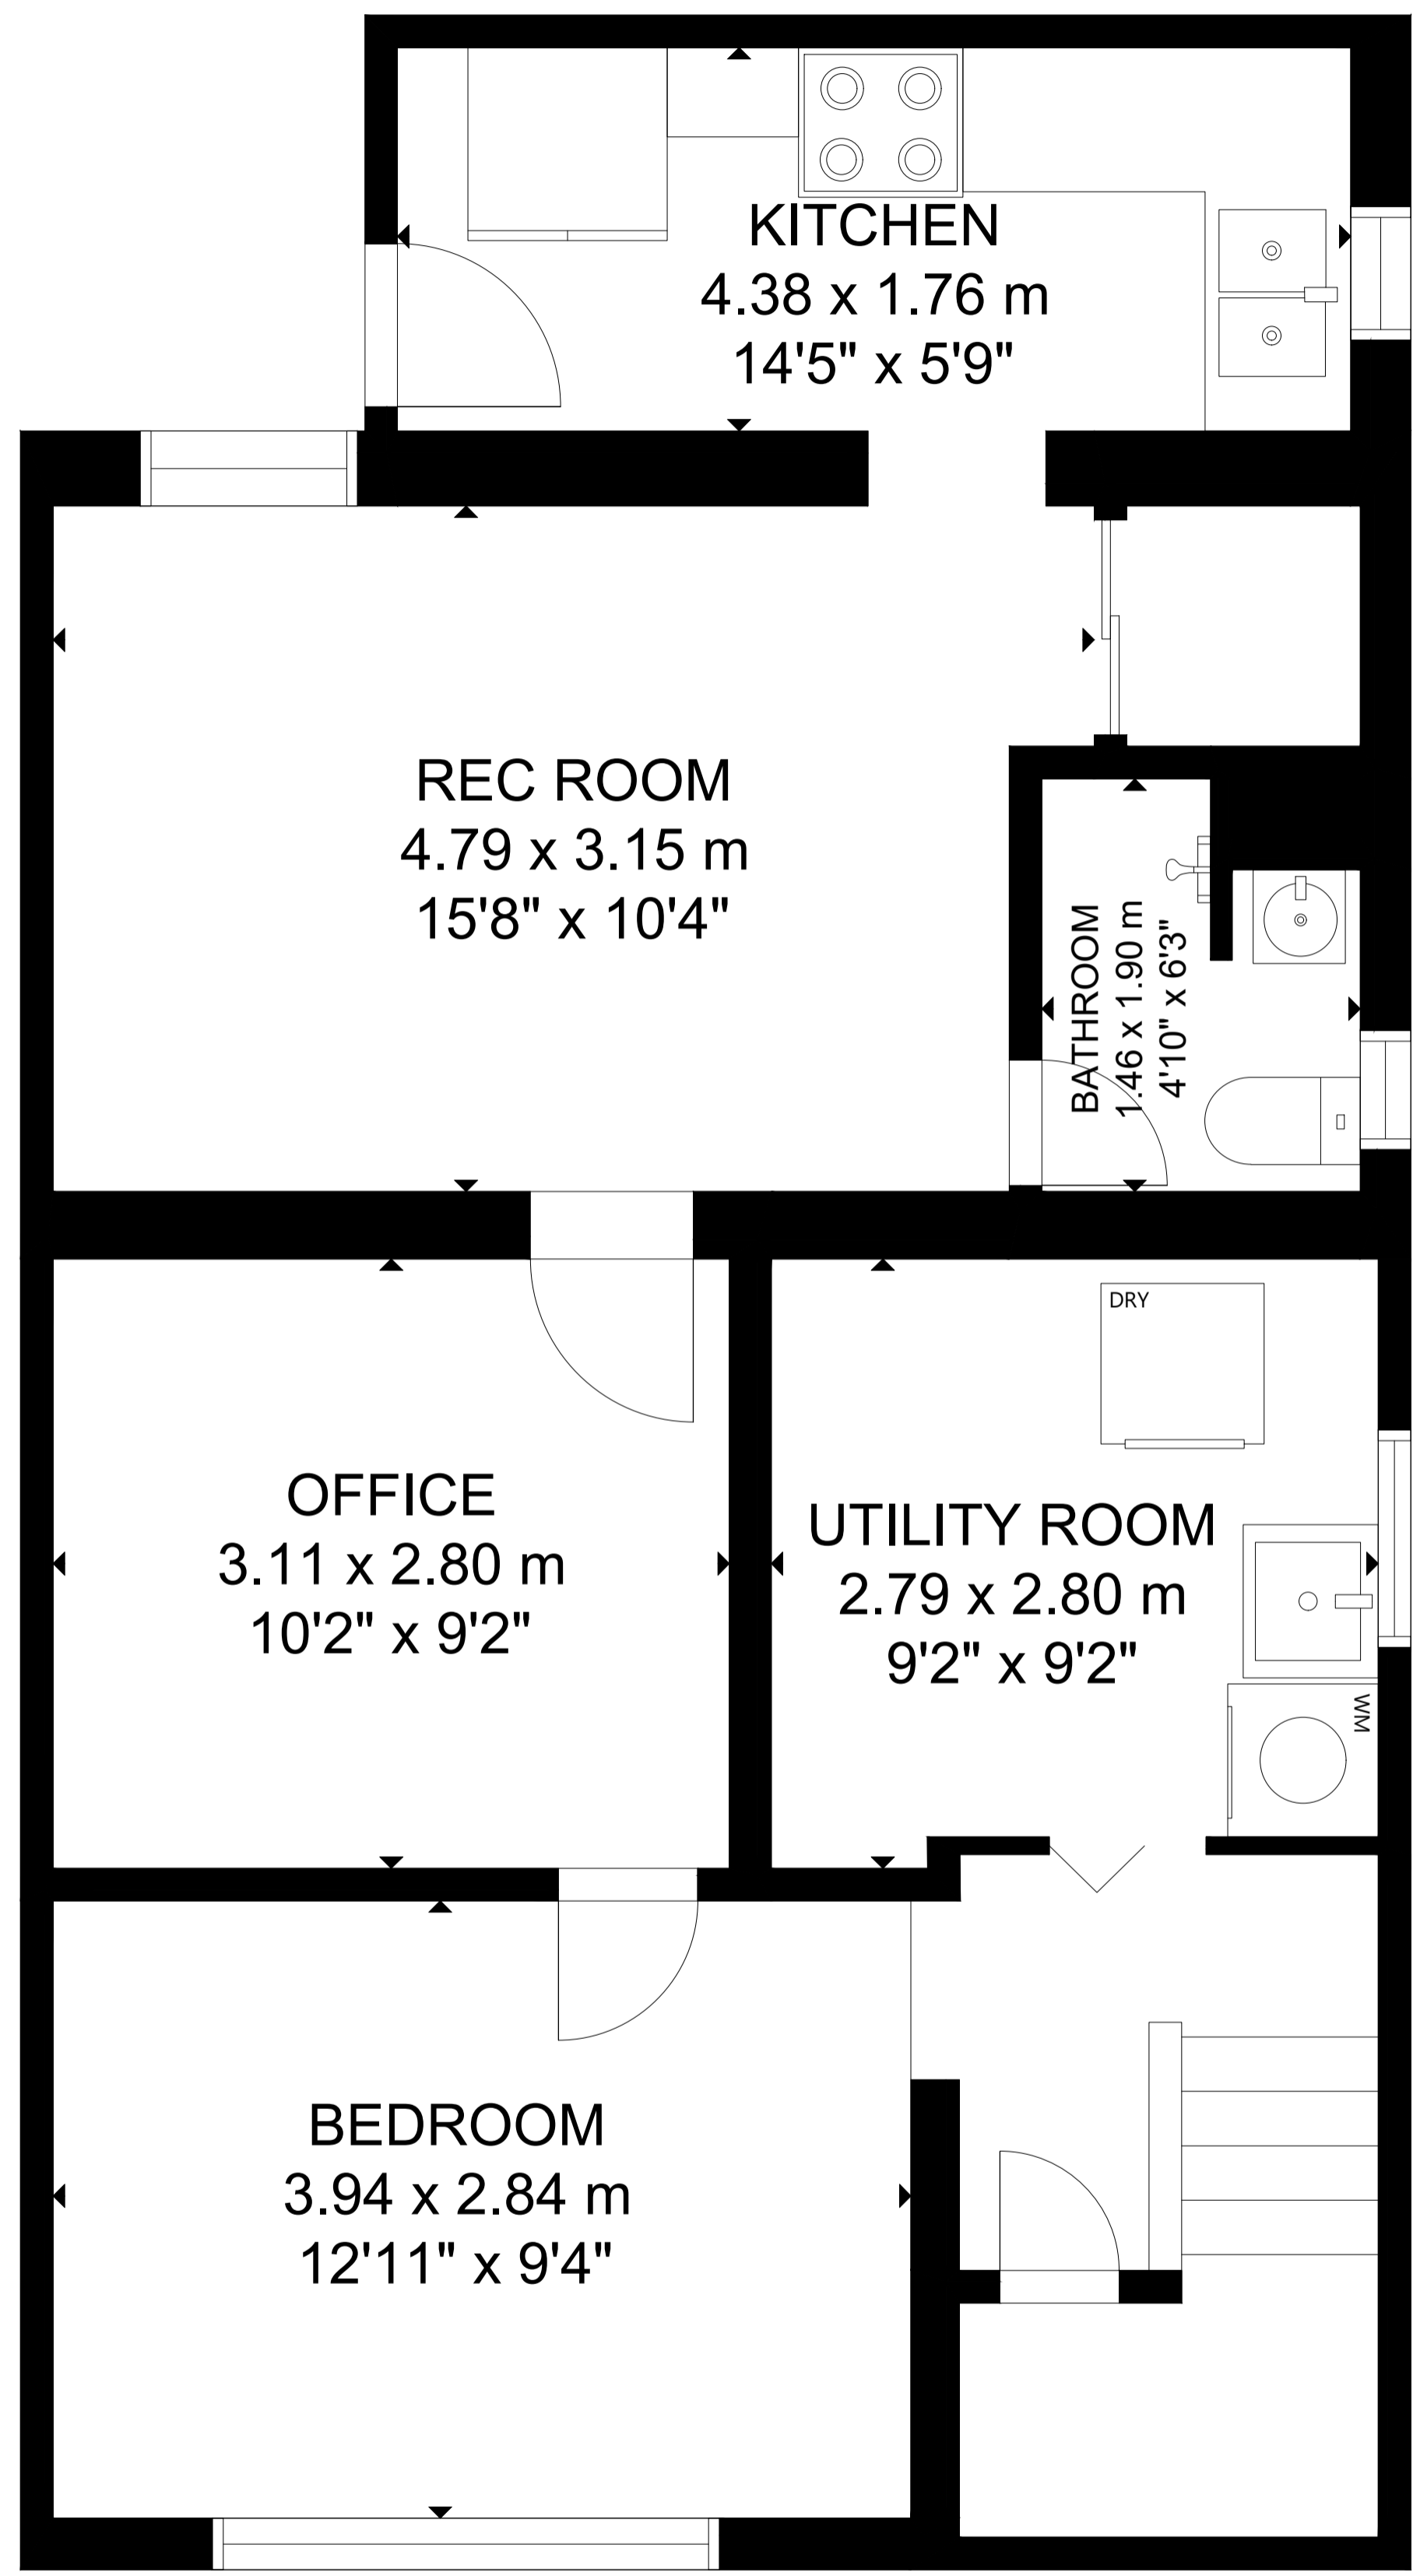 KITCHEN
4.38 x 1.76 m
14'5" x 5'9"
REC ROOM
4.79 x 3.15 m
15'8" x 10'4"
BATHROOM
1.46 x 1.90 m
4'10" x 6'3"
DRY
OFFICE
3.11 x 2.80 m
10'2" x 9'2"
UTILITY ROOM
2.79 x 2.80 m
9'2" x 9'2"
WM
BEDROOM
3.94 x 2.84 m
12'11" x 9'4"